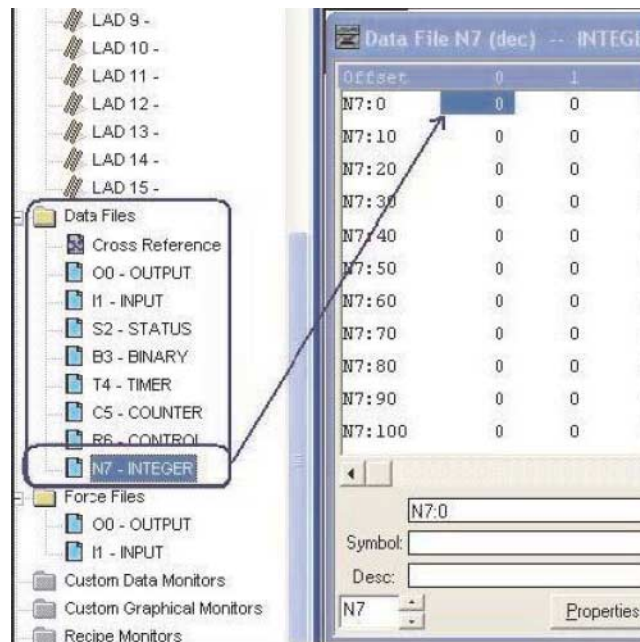 LAD 9 -
LAD 10 -
LAD 11 -
LAD 12 -
LAD 13 -
LAD 14 -
LAD 15 -
Data Files
Cross Reference
O0 - OUTPUT
I1 - INPUT
S2 - STATUS
B3 - BINARY
T4 - TIMER
C5 - COUNTER
R6 - CONTROL
N7 - INTEGER
Force Files
O0 - OUTPUT
I1 - INPUT
Custom Data Monitors
Custom Graphical Monitors
Recipe Monitors
Data File N7 (dec) -- INTEGE
Offset 0 1
N7:0 0 0
N7:10 0 0
N7:20 0 0
N7:30 0 0
N7:40 0 0
N7:50 0 0
N7:60 0 0
N7:70 0 0
N7:80 0 0
N7:90 0 0
N7:100 0 0
N7:0
Symbol:
Desc:
N7
Properties